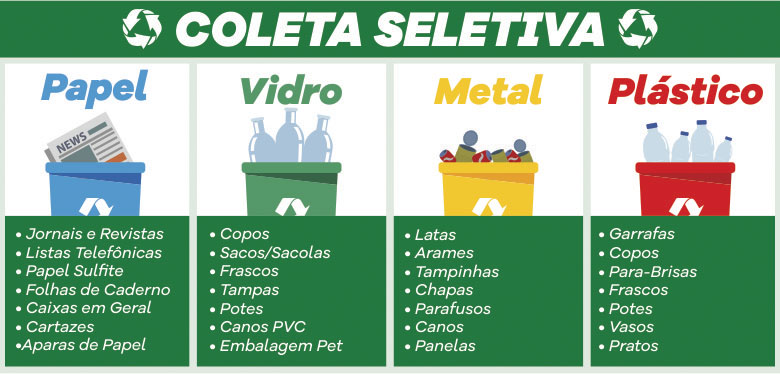 COLETA SELETIVA
Papel
NEWS
• Jornais e Revistas
• Listas Telefônicas
• Papel Sulfite
• Folhas de Caderno
• Caixas em Geral
• Cartazes
•Aparas de Papel
Vidro
• Copos
• Sacos/Sacolas
• Frascos
• Tampas
• Potes
• Canos PVC
• Embalagem Pet
Metal
• Latas
• Arames
• Tampinhas
• Chapas
• Parafusos
• Canos
• Panelas
Plástico
• Garrafas
• Copos
• Para-Brisas
• Frascos
• Potes
• Vasos
• Pratos